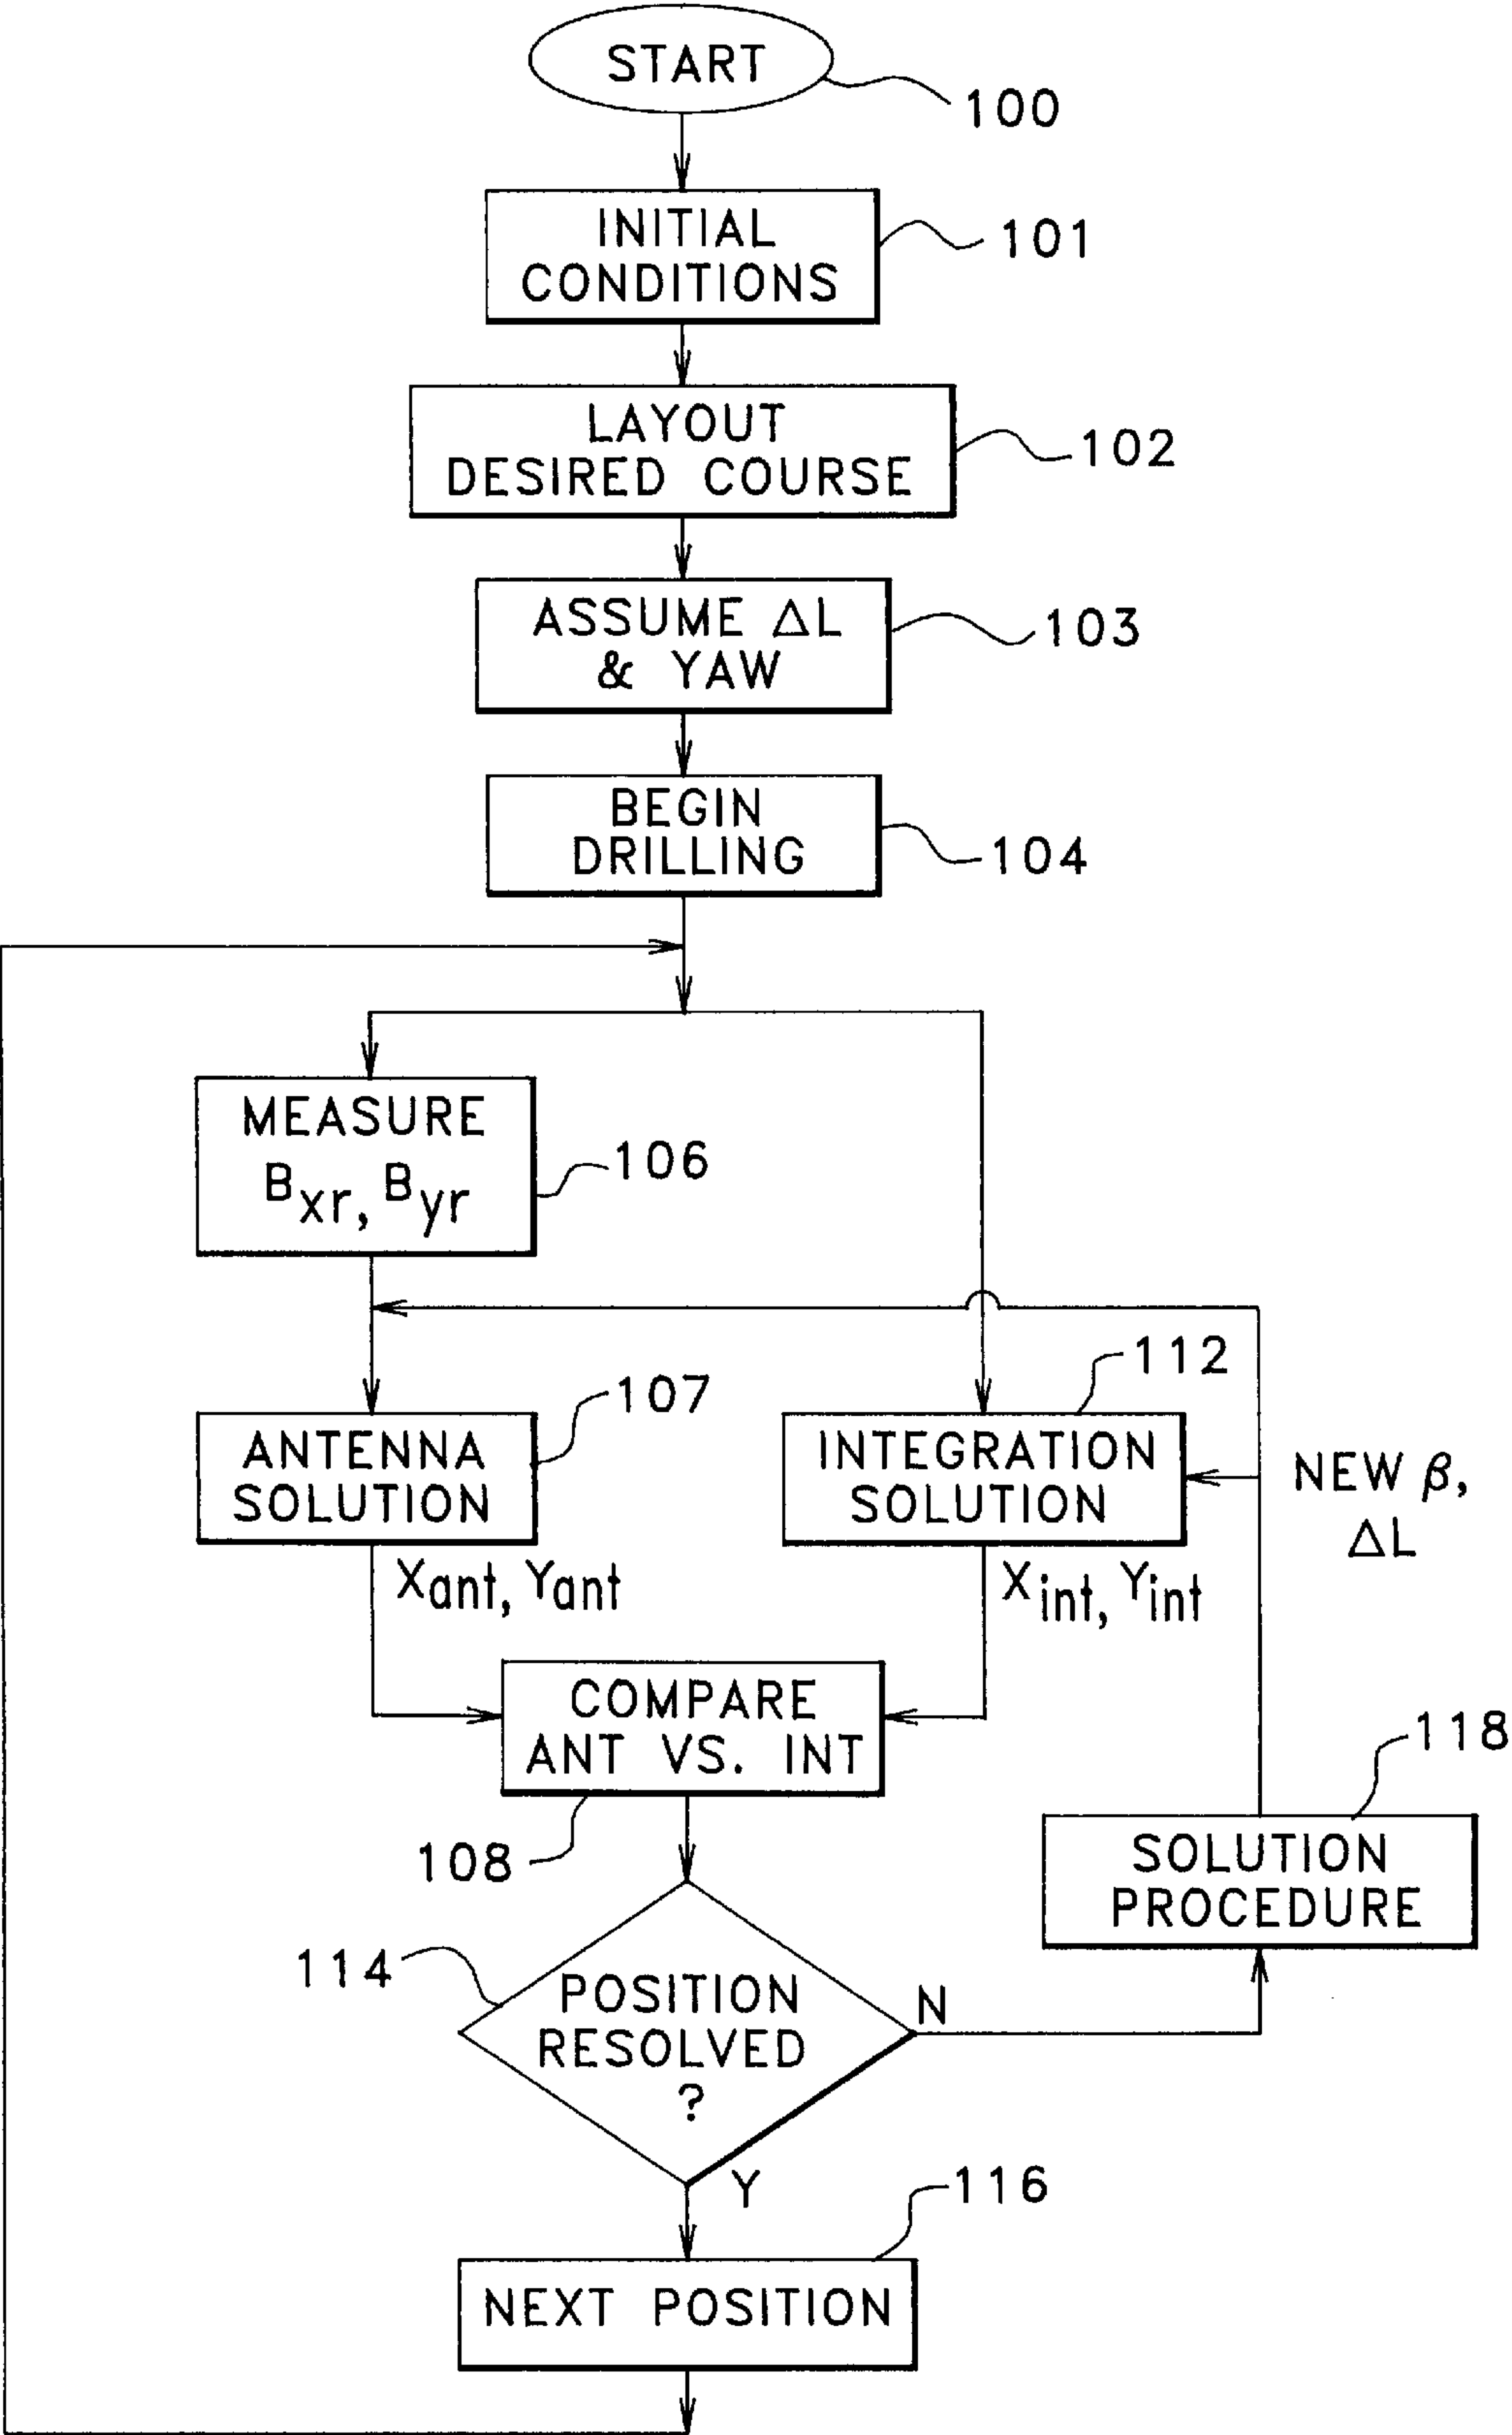 START
100
INITIAL
CONDITIONS
101
LAYOUT
DESIRED COURSE
102
ASSUME ΔL
& YAW
103
BEGIN
DRILLING
104
MEASURE
Bxr, Byr
106
ANTENNA
SOLUTION
107
INTEGRATION
SOLUTION
112
NEW β,
ΔL
Xant, Yant
Xint, Yint
COMPARE
ANT VS. INT
108
SOLUTION
PROCEDURE
118
POSITION
RESOLVED
?
114
N
Y
NEXT POSITION
116